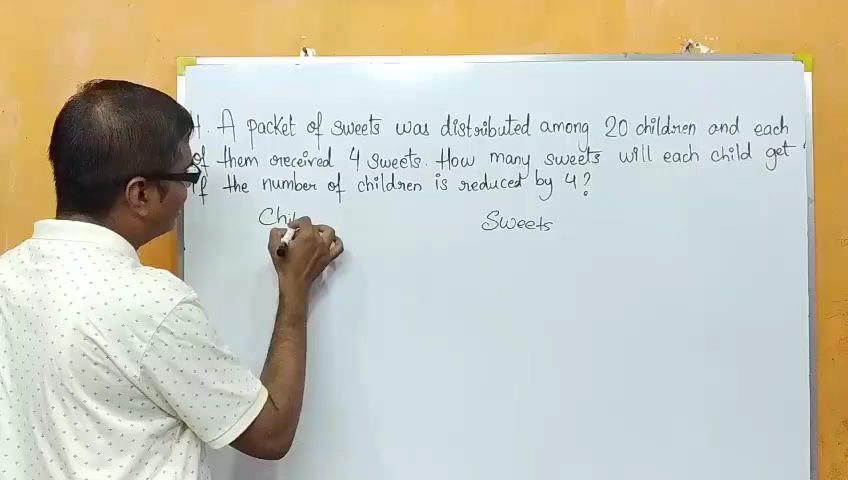 4. A packet of sweets was distributed among 20 children and each
of them received 4 sweets. How many sweets will each child get
if the number of children is reduced by 4?
Chil Sweets